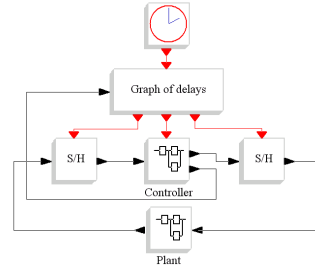 Graph of delays
S/H
S/H
Controller
Plant